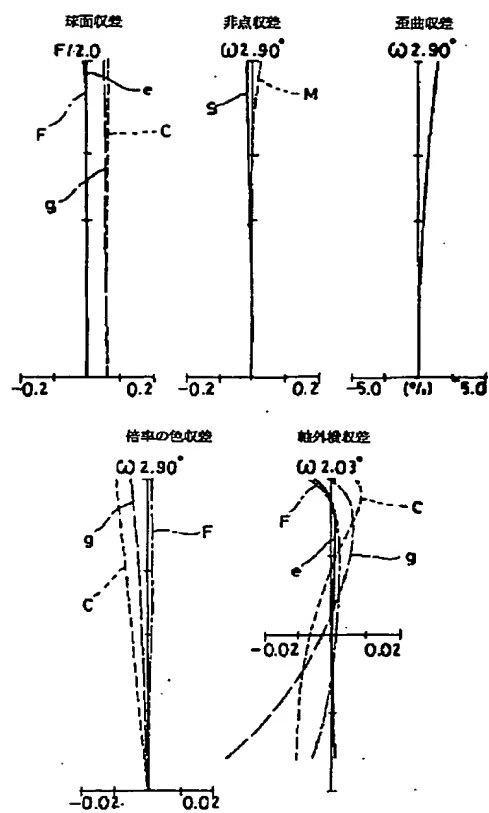 球面収差 非点収差 歪曲収差
F/2.0 ω2.90° ω2.90°
e
S M
F C
g
-0.2 0.2 -0.2 0.2 -5.0 (%) 5.0
倍率の色収差 軸外横収差
ω2.90° ω2.03°
F C
g F
e g
C
-0.02 0.02
-0.02 0.02